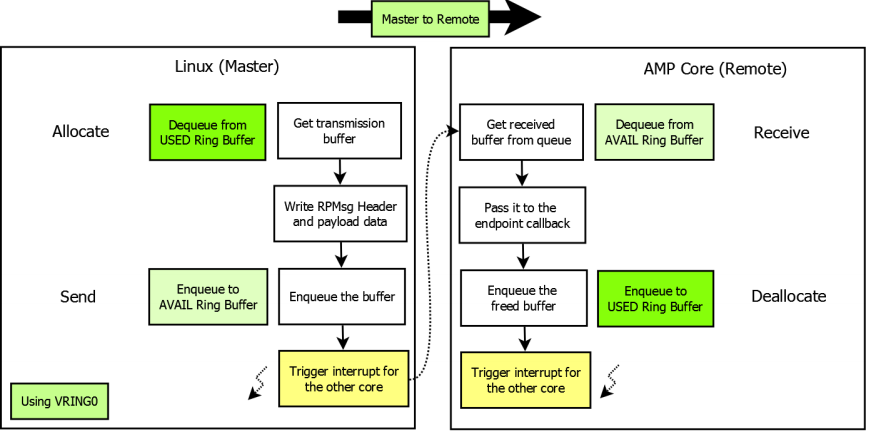 Master to Remote
Linux (Master)
Allocate
Dequeue from
USED Ring Buffer
Get transmission
buffer
Write RPMsg Header
and payload data
Send
Enqueue to
AVAIL Ring Buffer
Enqueue the buffer
Trigger interrupt for
the other core
Using VRING0
AMP Core (Remote)
Get received
buffer from queue
Dequeue from
AVAIL Ring Buffer
Receive
Pass it to the
endpoint callback
Enqueue the
freed buffer
Enqueue to
USED Ring Buffer
Deallocate
Trigger interrupt for
the other core